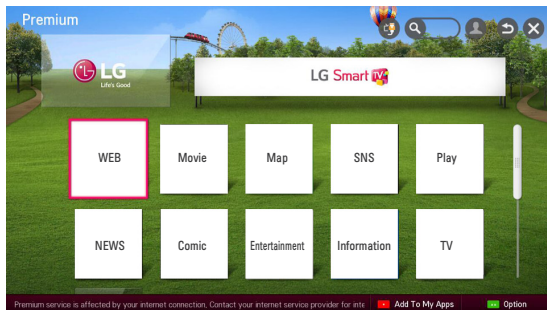 Premium
LG
Life's Good
LG Smart TV
WEB
Movie
Map
SNS
Play
NEWS
Comic
Entertainment
Information
TV
Premium service is affected by your internet connection, Contact your internet service provider for inte
Add To My Apps
Option